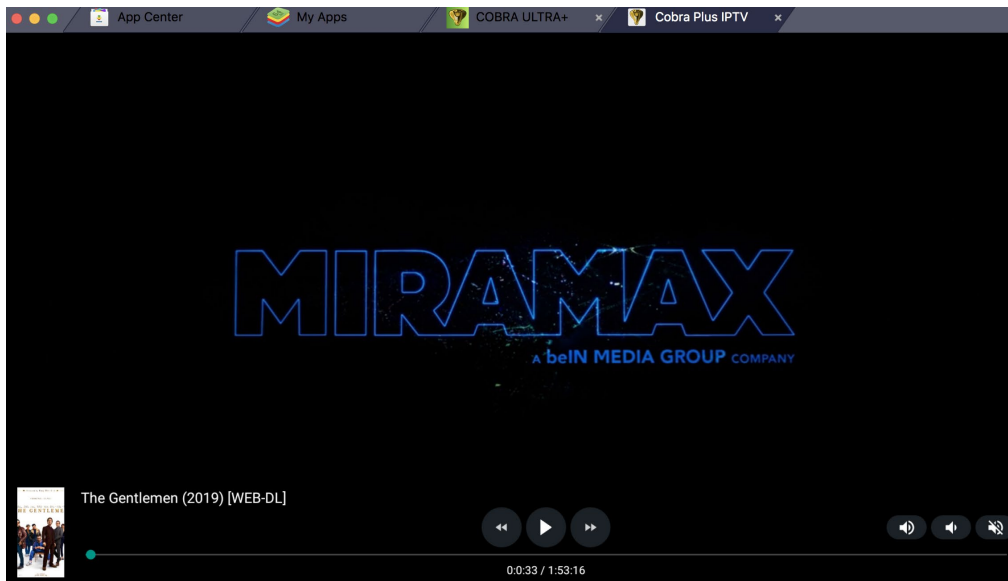 App Center
My Apps
COBRA ULTRA+
Cobra Plus IPTV
MIRAMAX
A beIN MEDIA GROUP COMPANY
The Gentlemen (2019) [WEB-DL]
0:0:33 / 1:53:16